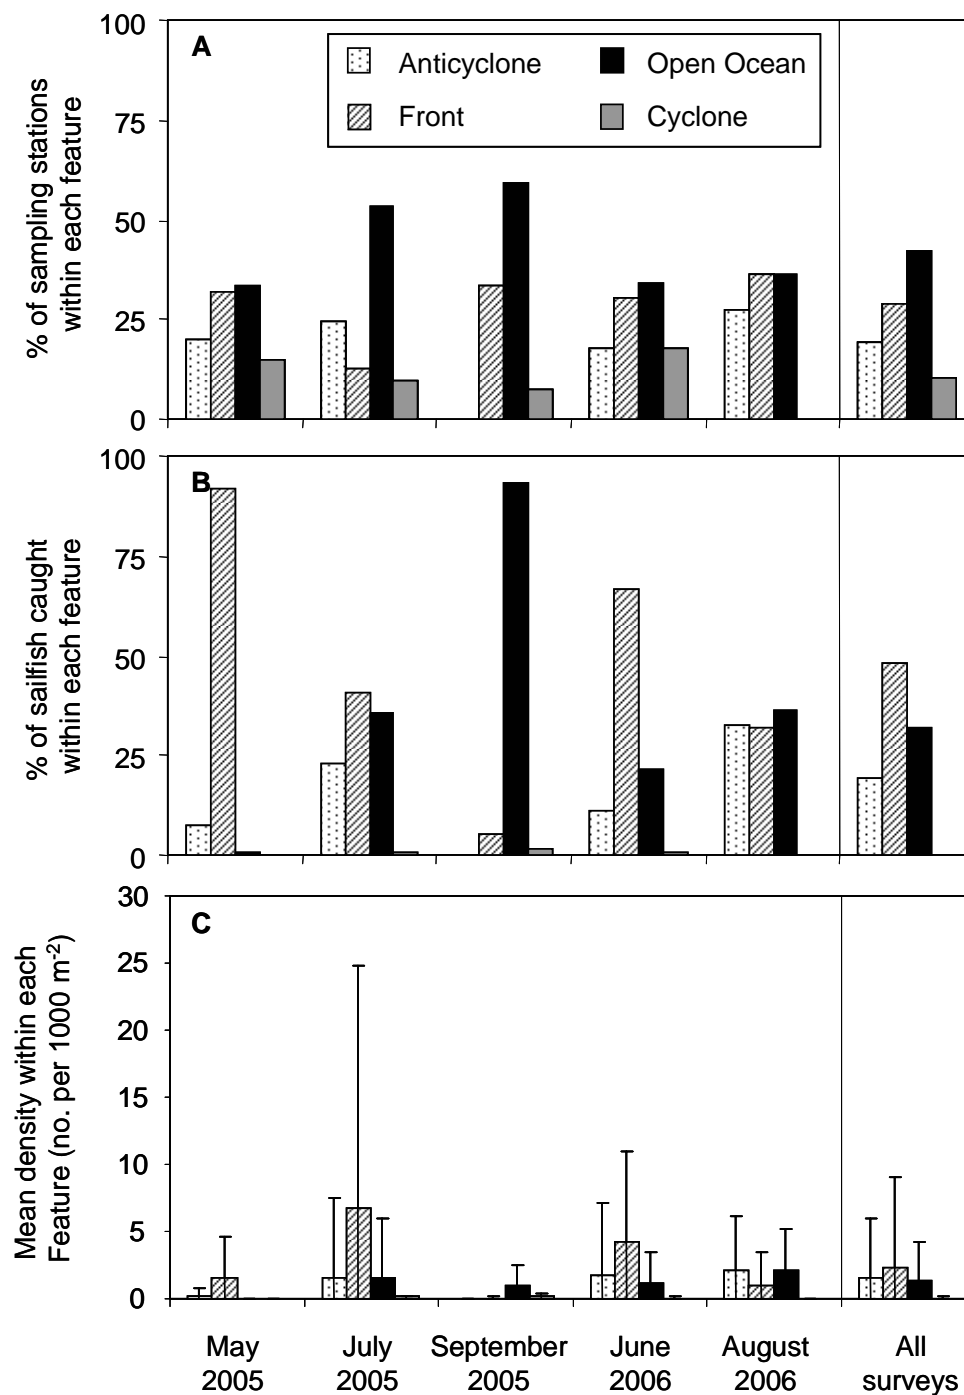 A
Anticyclone
Open Ocean
Front
Cyclone
% of sampling stations
within each feature
100
75
50
25
0
B
% of sailfish caught
within each feature
100
75
50
25
0
C
Mean density within each
Feature (no. per 1000 m⁻²)
30
25
20
15
10
5
0
May July September June August All
2005 2005 2005 2006 2006 surveys